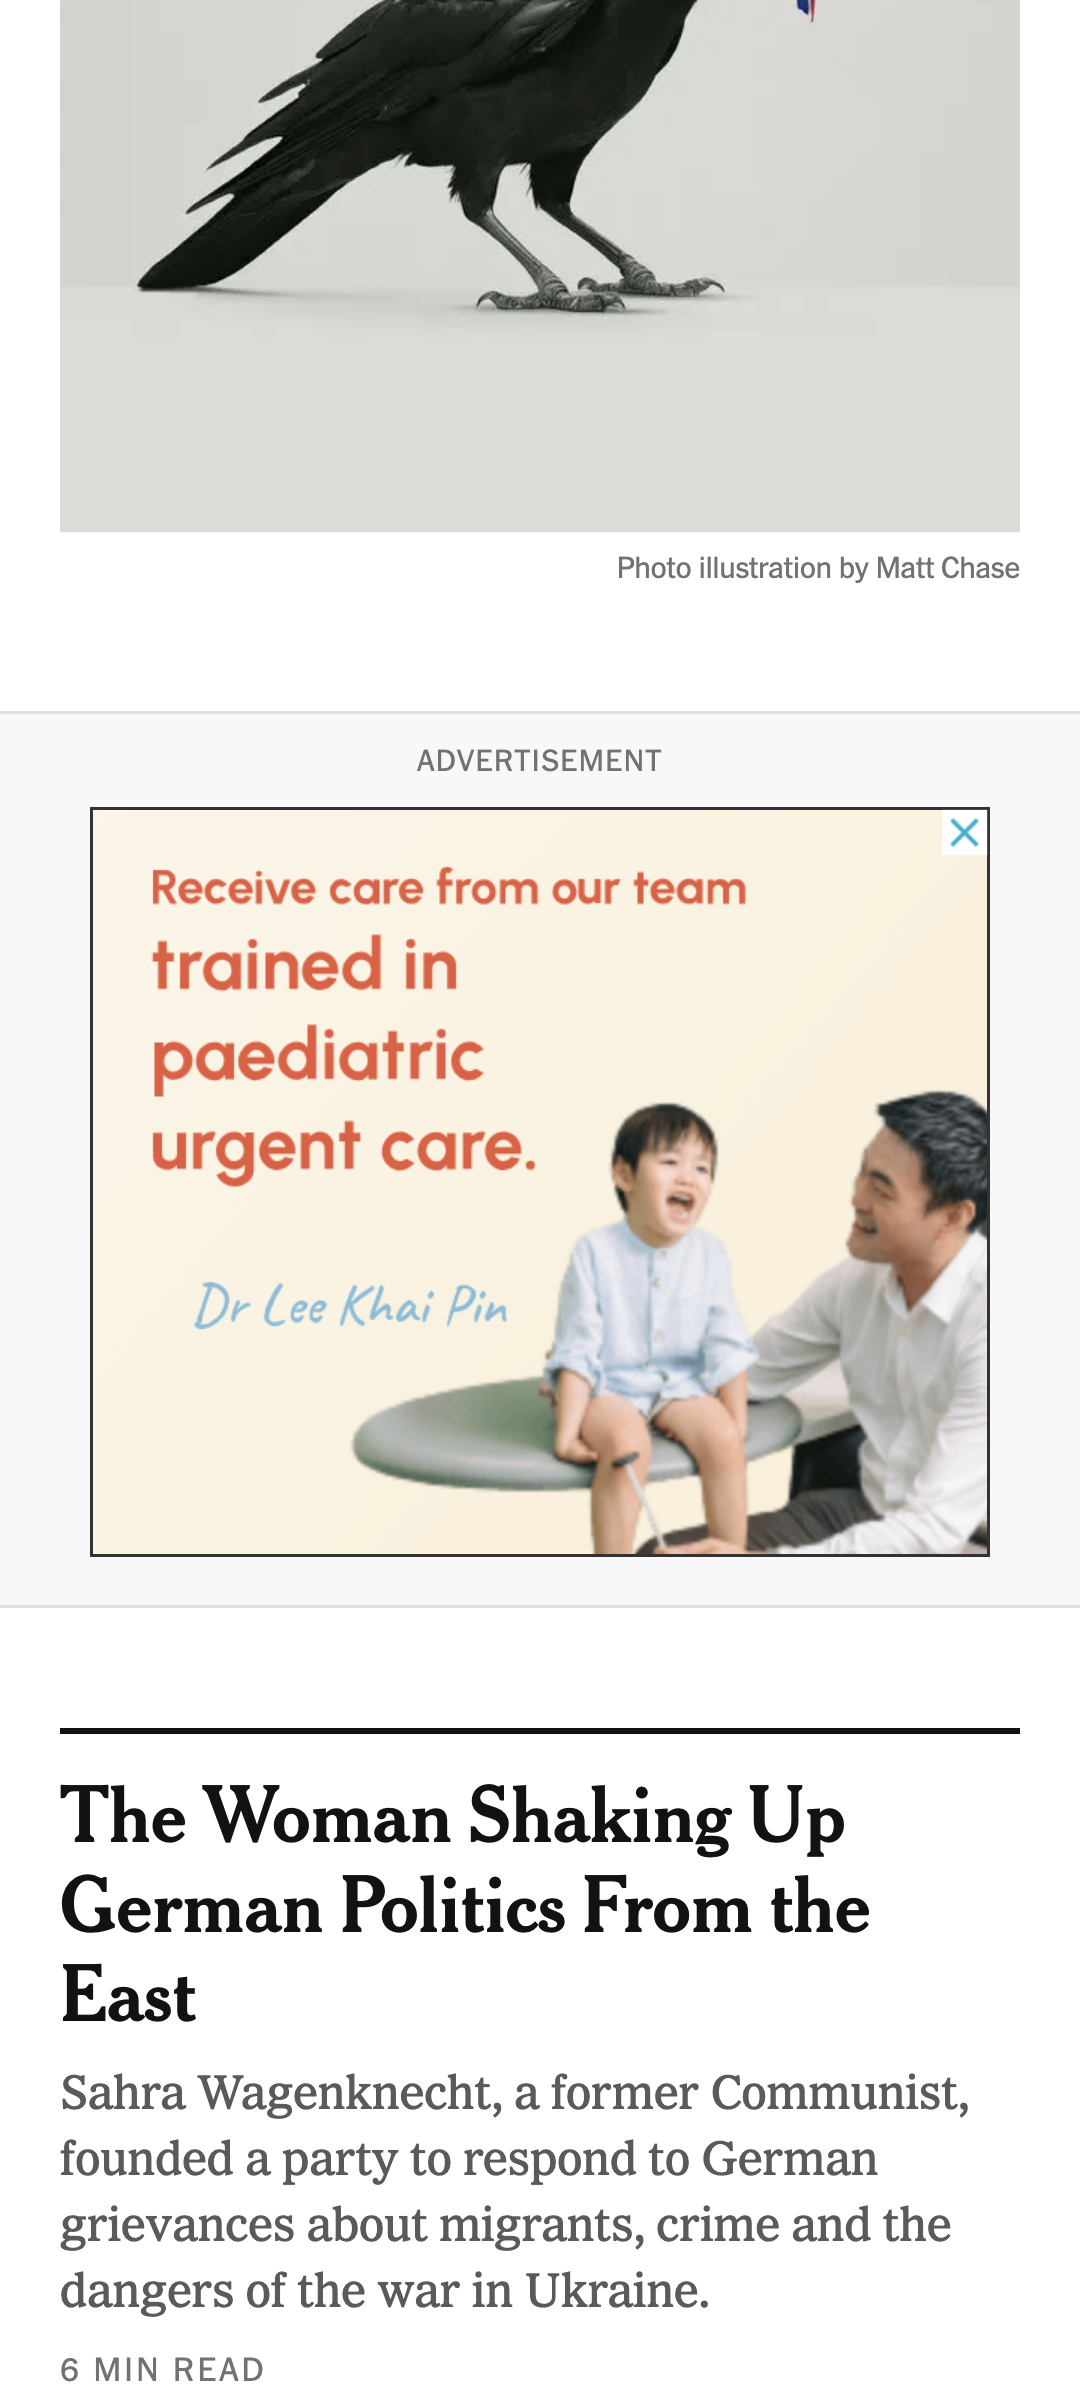 Photo illustration by Matt Chase
ADVERTISEMENT
Receive care from our team
trained in
paediatric
urgent care.
Dr Lee Khai Pin
The Woman Shaking Up
German Politics From the
East
Sahra Wagenknecht, a former Communist,
founded a party to respond to German
grievances about migrants, crime and the
dangers of the war in Ukraine.
6 MIN READ